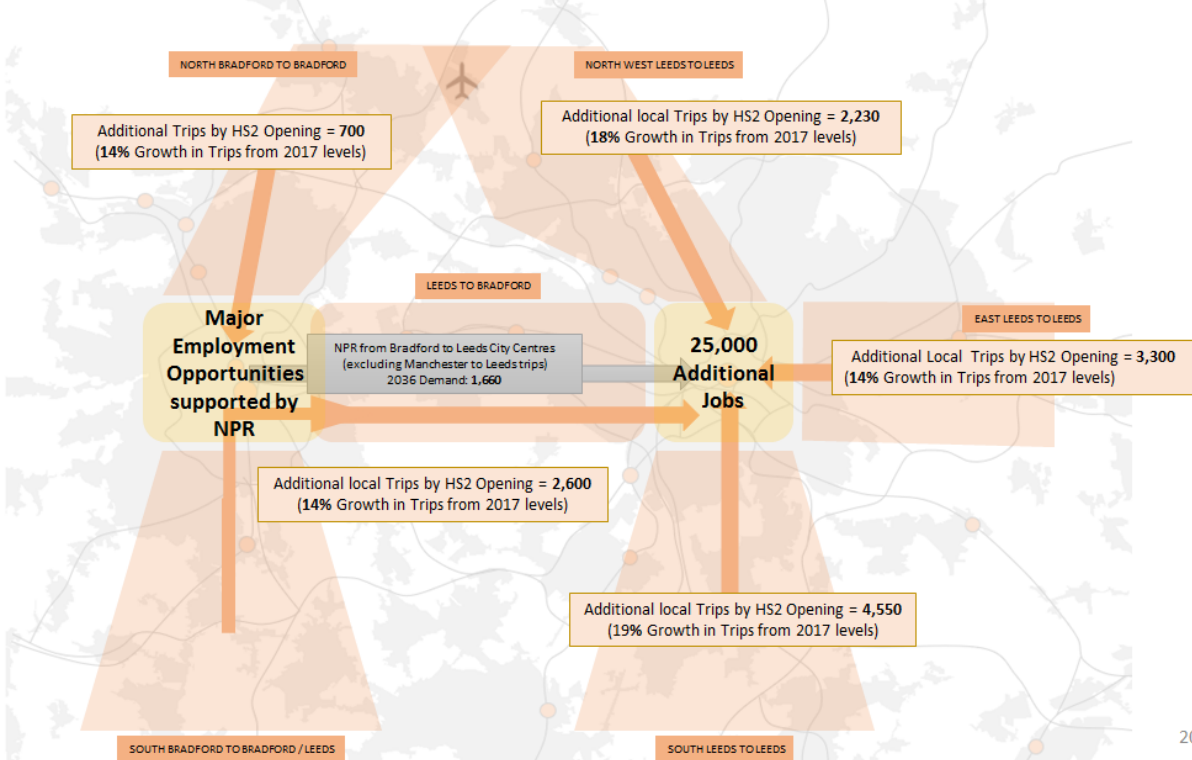 NORTH BRADFORD TO BRADFORD
NORTH WEST LEEDS TO LEEDS
Additional Trips by HS2 Opening = 700
(14% Growth in Trips from 2017 levels)
Additional local Trips by HS2 Opening = 2,230
(18% Growth in Trips from 2017 levels)
LEEDS TO BRADFORD
EAST LEEDS TO LEEDS
Major
Employment
Opportunities
supported by
NPR
NPR from Bradford to Leeds City Centres
(excluding Manchester to Leeds trips)
2036 Demand: 1,660
25,000
Additional
Jobs
Additional Local Trips by HS2 Opening = 3,300
(14% Growth in Trips from 2017 levels)
Additional local Trips by HS2 Opening = 2,600
(14% Growth in Trips from 2017 levels)
Additional local Trips by HS2 Opening = 4,550
(19% Growth in Trips from 2017 levels)
SOUTH BRADFORD TO BRADFORD / LEEDS
SOUTH LEEDS TO LEEDS